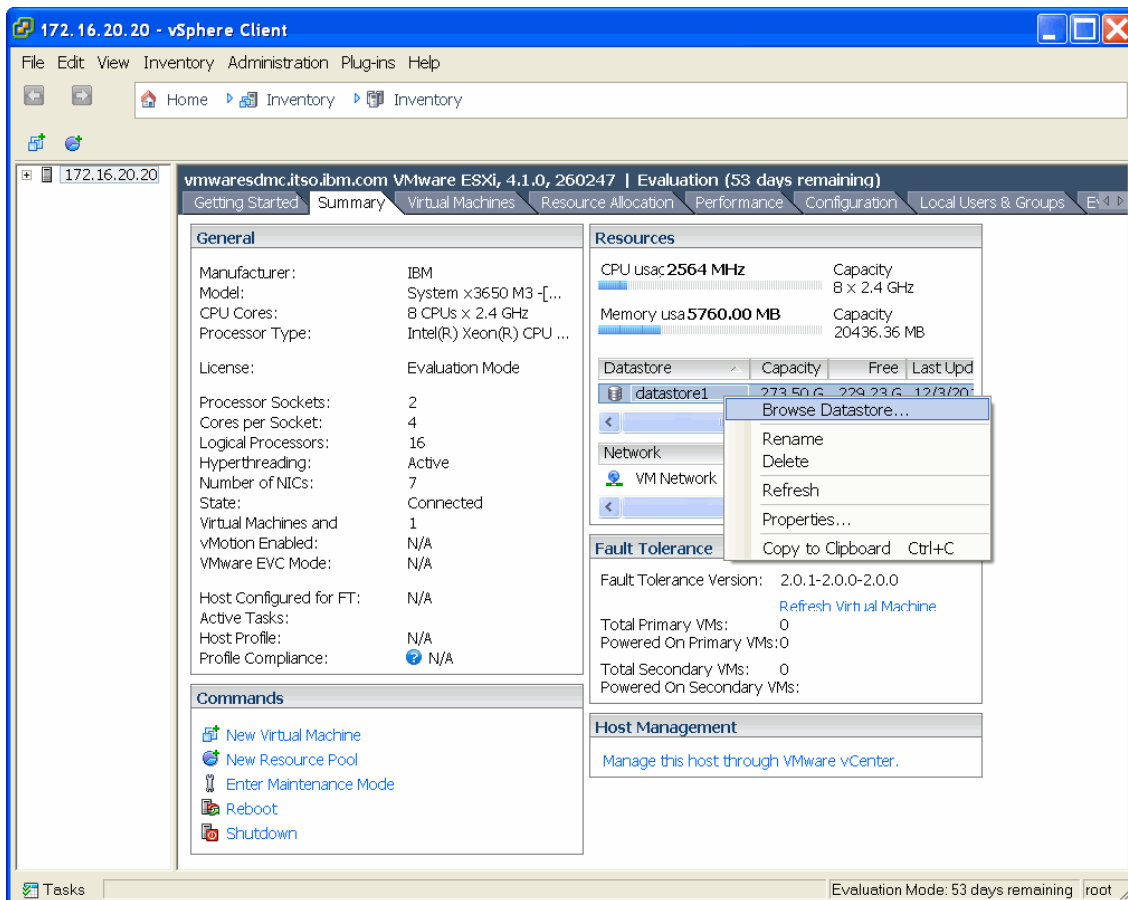 172.16.20.20 - vSphere Client
File Edit View Inventory Administration Plug-ins Help
Home Inventory Inventory
172.16.20.20
vmwaresdmc.itso.ibm.com VMware ESXi, 4.1.0, 260247 | Evaluation (53 days remaining)
Getting Started Summary Virtual Machines Resource Allocation Performance Configuration Local Users & Groups
General
Manufacturer: IBM
Model: System x3650 M3 -[...
CPU Cores: 8 CPUs x 2.4 GHz
Processor Type: Intel(R) Xeon(R) CPU ...
License: Evaluation Mode
Processor Sockets: 2
Cores per Socket: 4
Logical Processors: 16
Hyperthreading: Active
Number of NICs: 7
State: Connected
Virtual Machines and 1
vMotion Enabled: N/A
VMware EVC Mode: N/A
Host Configured for FT: N/A
Active Tasks:
Host Profile: N/A
Profile Compliance: N/A
Commands
New Virtual Machine
New Resource Pool
Enter Maintenance Mode
Reboot
Shutdown
Resources
CPU usag 2564 MHz Capacity
8 x 2.4 GHz
Memory usa 5760.00 MB Capacity
20436.36 MB
Datastore Capacity Free Last Upd
datastore1 273.50 G 229.23 G 12/3/20
Browse Datastore...
Rename
Delete
Refresh
Properties...
Copy to Clipboard Ctrl+C
Network
VM Network
Fault Tolerance
Fault Tolerance Version: 2.0.1-2.0.0-2.0.0
Refresh Virtual Machine
Total Primary VMs: 0
Powered On Primary VMs: 0
Total Secondary VMs: 0
Powered On Secondary VMs:
Host Management
Manage this host through VMware vCenter.
Tasks Evaluation Mode: 53 days remaining root